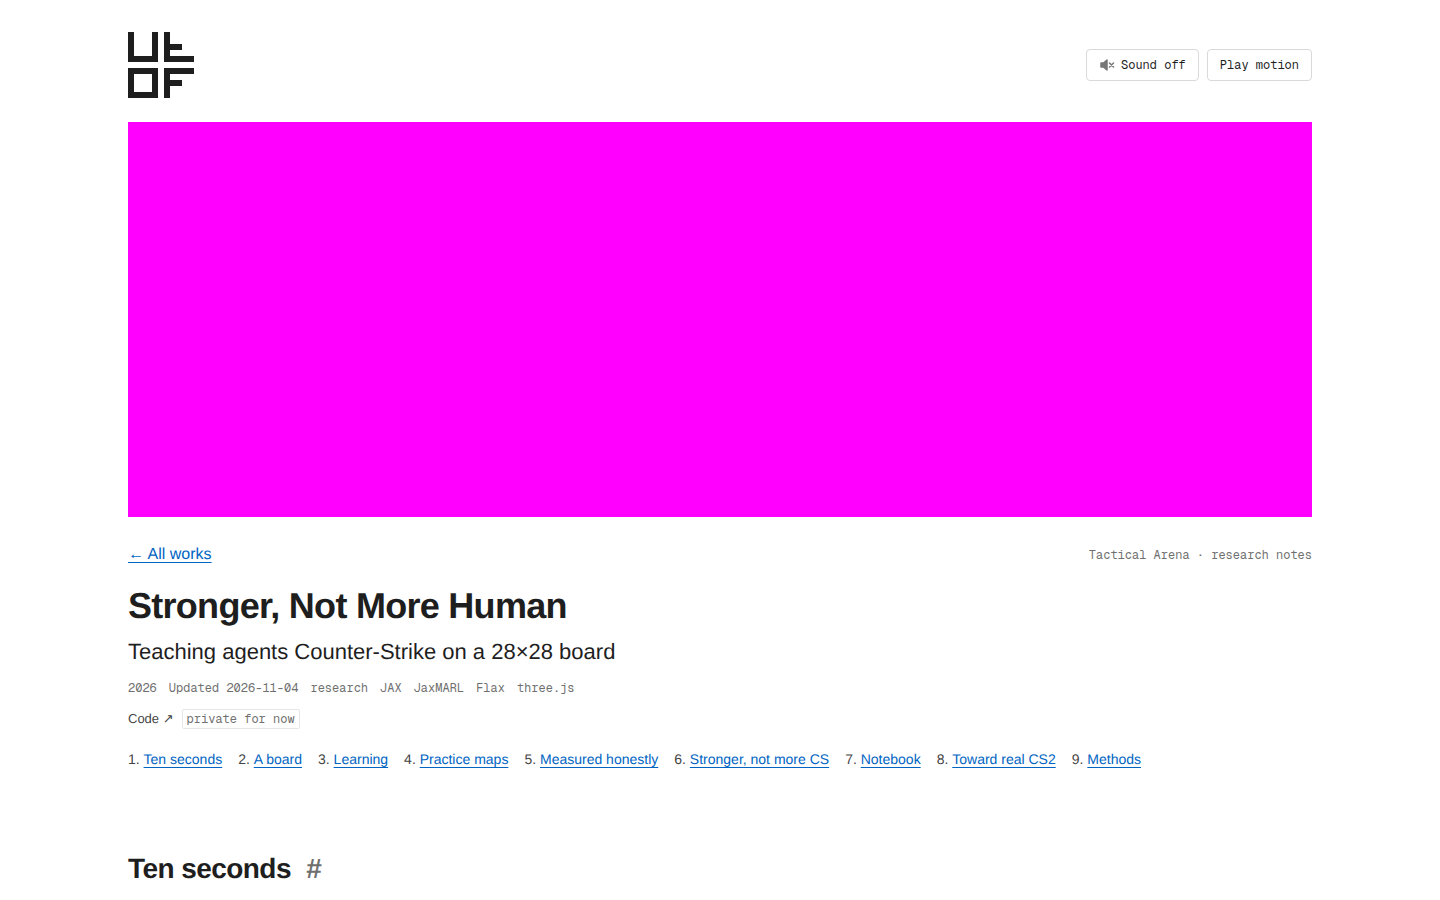 Sound off
Play motion
← All works
Tactical Arena · research notes
Stronger, Not More Human
Teaching agents Counter-Strike on a 28×28 board
2026 Updated 2026-11-04 research JAX JaxMARL Flax three.js
Code ↗ private for now
1. Ten seconds 2. A board 3. Learning 4. Practice maps 5. Measured honestly 6. Stronger, not more CS 7. Notebook 8. Toward real CS2 9. Methods
Ten seconds #